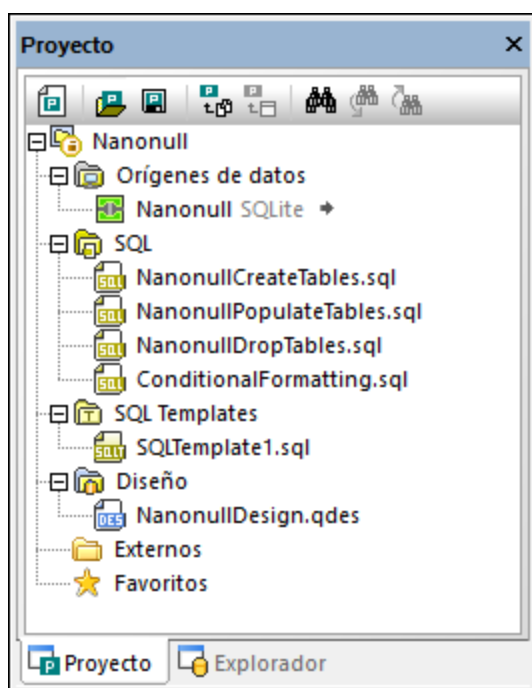 Proyecto
Nanonull
Orígenes de datos
Nanonull SQLite
SQL
NanonullCreateTables.sql
NanonullPopulateTables.sql
NanonullDropTables.sql
ConditionalFormatting.sql
SQL Templates
SQLTemplate1.sql
Diseño
NanonullDesign.qdes
Externos
Favoritos
Proyecto Explorador